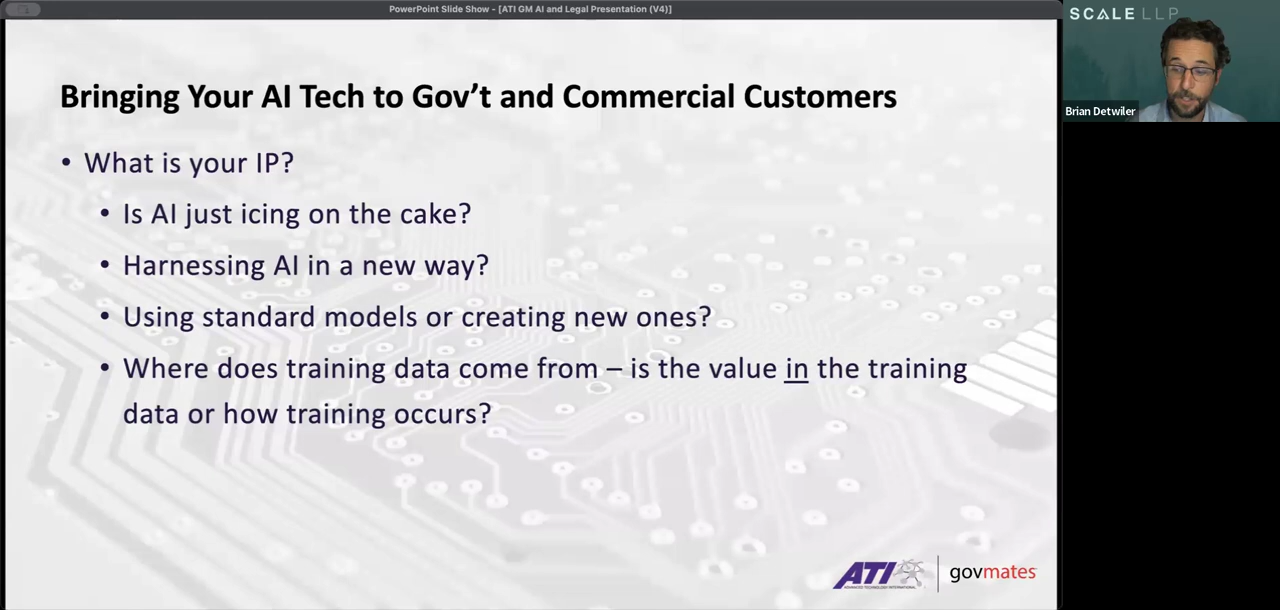 PowerPoint Slide Show - [ATI GM AI and Legal Presentation (V4)]
SCALE LLP
Brian Detwiler
Bringing Your AI Tech to Gov't and Commercial Customers
• What is your IP?
• Is AI just icing on the cake?
• Harnessing AI in a new way?
• Using standard models or creating new ones?
• Where does training data come from – is the value in the training
data or how training occurs?
ATI
ADVANCED TECHNOLOGY INTERNATIONAL
govmates